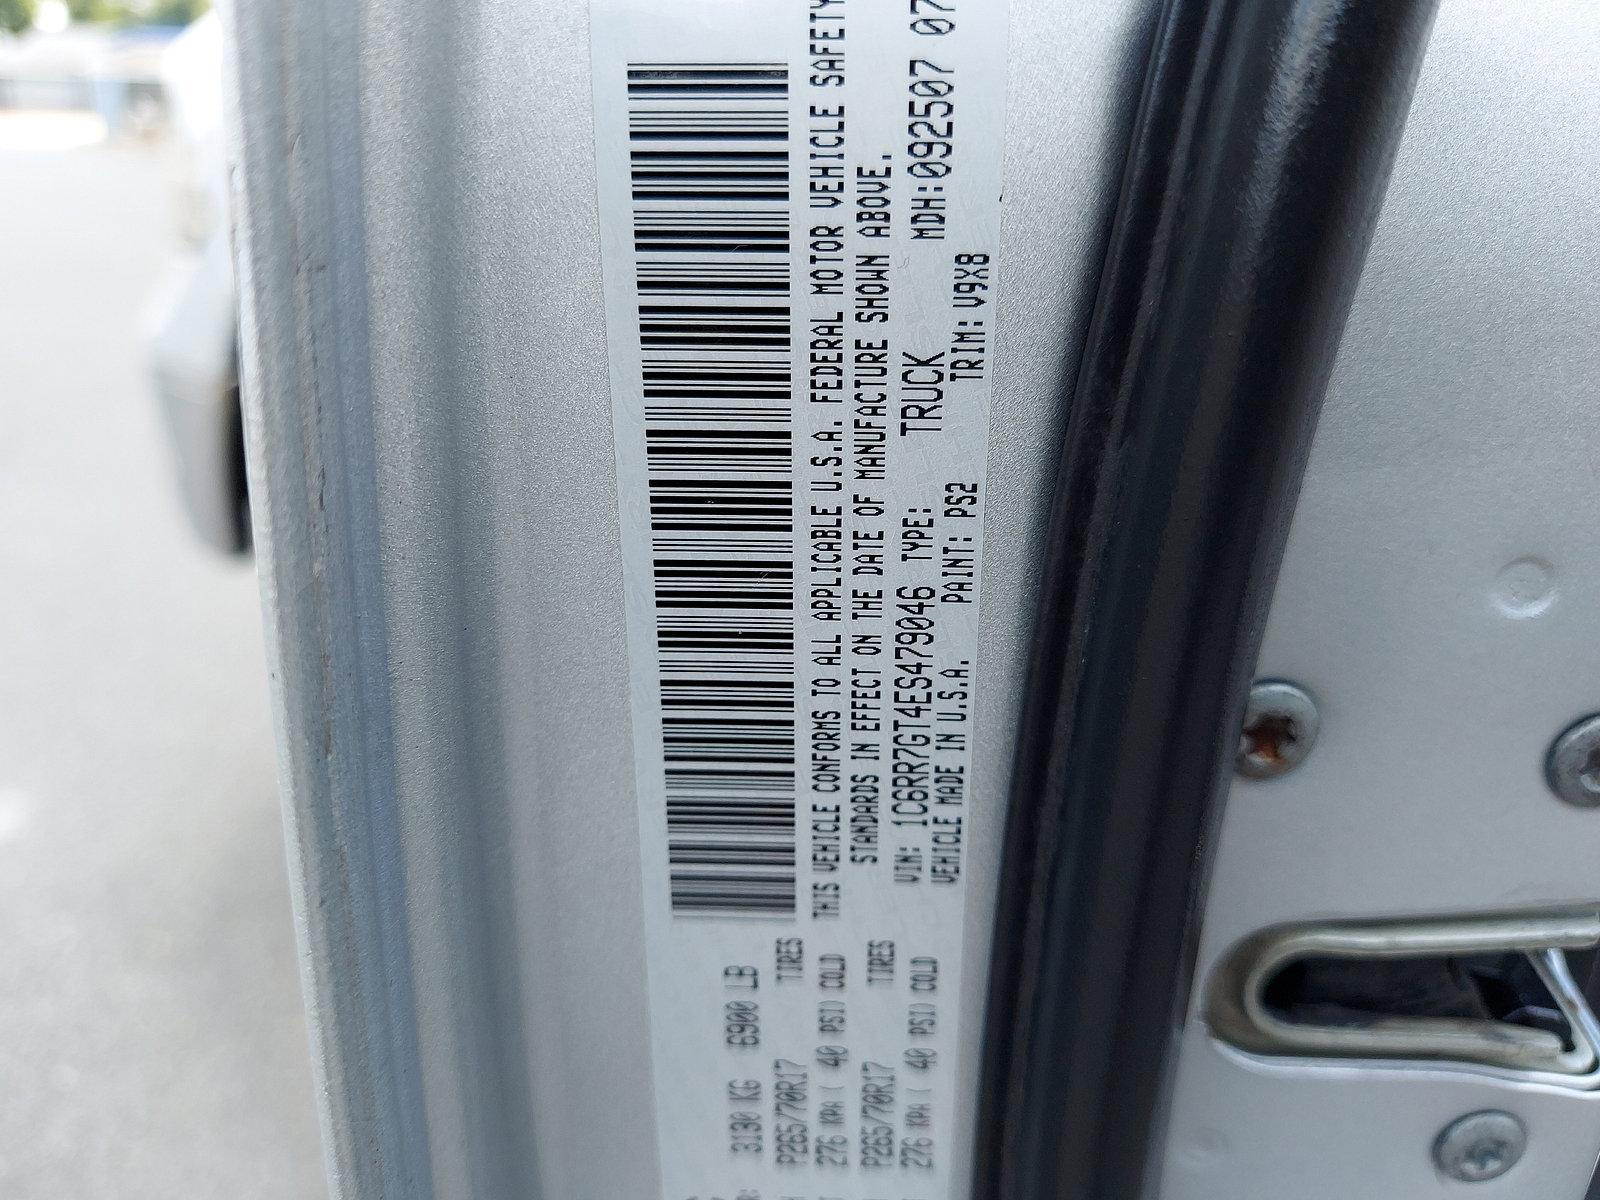 3130 KG 6900 LB
P265/70R17 TIRES
276 KPA( 40 PSI) COLD
P265/70R17 TIRES
276 KPA( 40 PSI) COLD
THIS VEHICLE CONFORMS TO ALL APPLICABLE U.S.A. FEDERAL MOTOR VEHICLE SAFETY
STANDARDS IN EFFECT ON THE DATE OF MANUFACTURE SHOWN ABOVE.
VIN: 1C6RR7GT4ES479046 TYPE: TRUCK MDH:092507 07
VEHICLE MADE IN U.S.A. PAINT: PS2 TRIM: V9X8